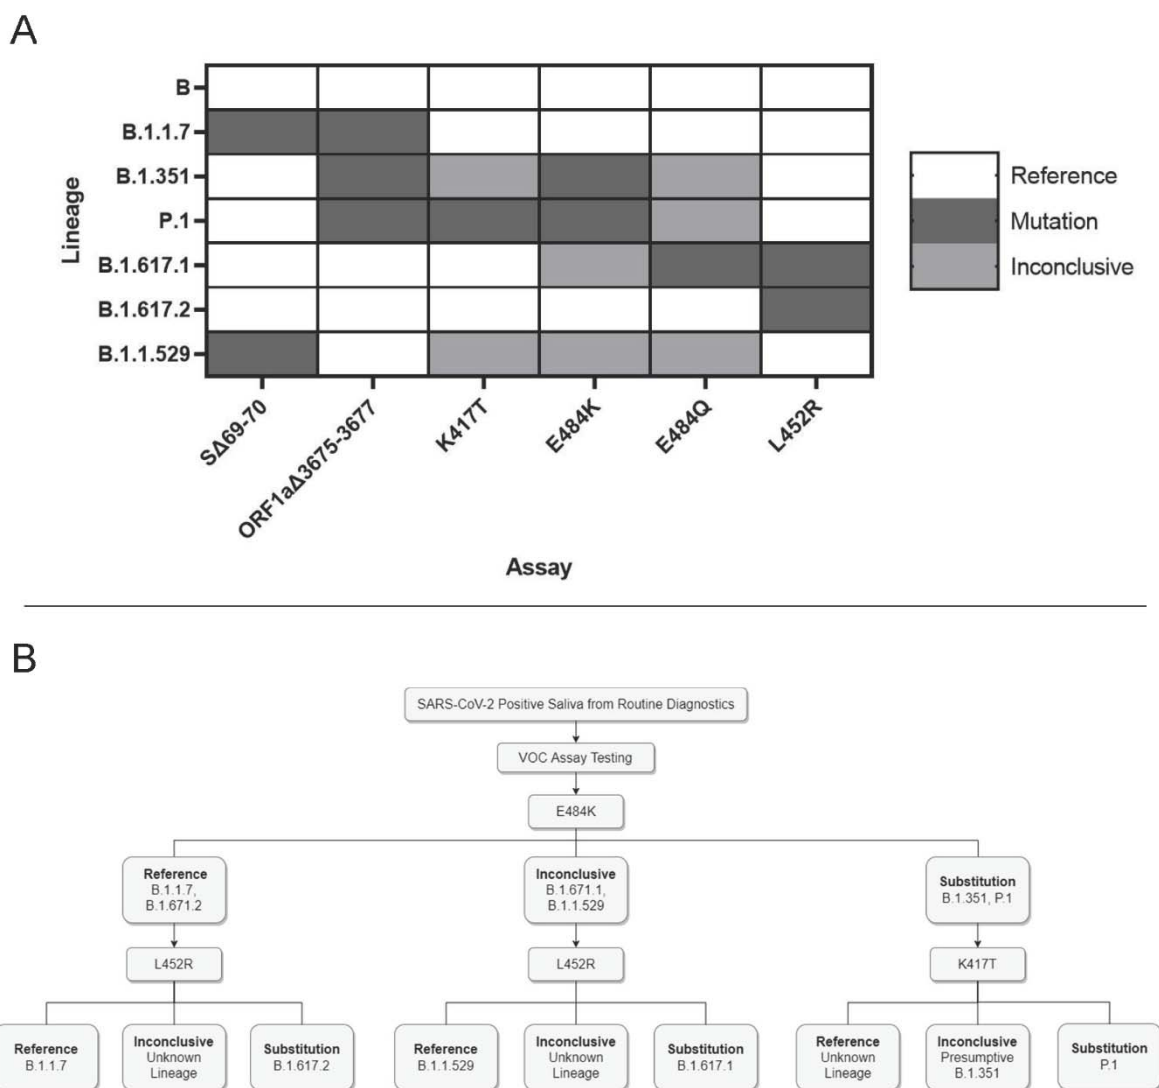 A
B
B.1.1.7
B.1.351
P.1
B.1.617.1
B.1.617.2
B.1.1.529
Lineage
SΔ69-70
ORF1aΔ3675-3677
K417T
E484K
E484Q
L452R
Assay
Reference
Mutation
Inconclusive
B
SARS-CoV-2 Positive Saliva from Routine Diagnostics
VOC Assay Testing
E484K
Reference
B.1.1.7,
B.1.671.2
Inconclusive
B.1.671.1,
B.1.1.529
Substitution
B.1.351, P.1
L452R
L452R
K417T
Reference
B.1.1.7
Inconclusive
Unknown
Lineage
Substitution
B.1.617.2
Reference
B.1.1.529
Inconclusive
Unknown
Lineage
Substitution
B.1.617.1
Reference
Unknown
Lineage
Inconclusive
Presumptive
B.1.351
Substitution
P.1